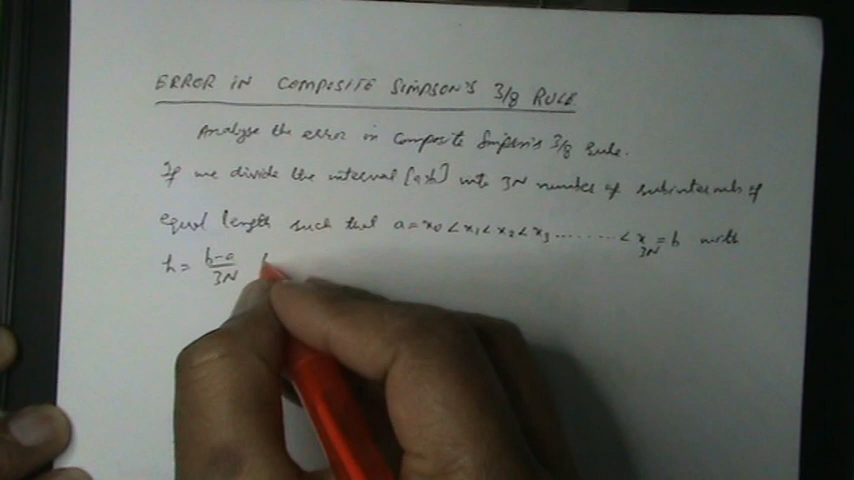 ERROR IN COMPOSITE SIMPSON'S 3/8 RULE
Analyse the error in Composite Simpson's 3/8 Rule.
If we divide the interval [a,b] into 3N number of subintervals of
equal length such that a = x₀ < x₁ < x₂ < x₃ ........ < x₃N = b with
h = b-a/3N